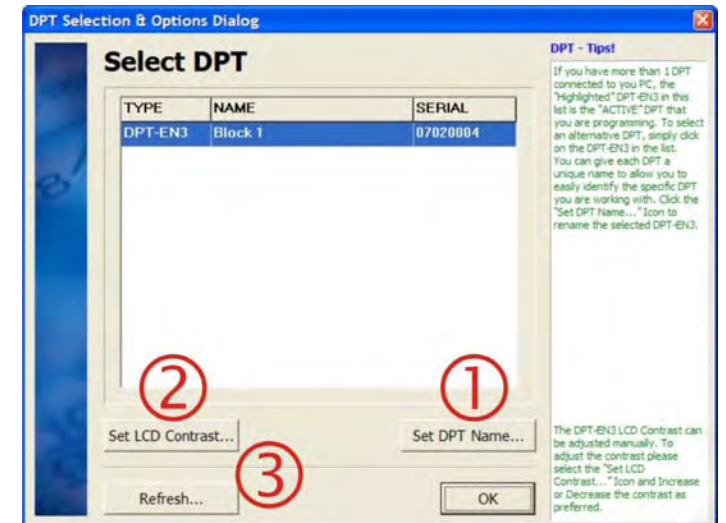 DPT Selection & Options Dialog
Select DPT
TYPE NAME SERIAL
DPT-EN3 Block 1 07020004
2
1
Set LCD Contrast...
Set DPT Name...
3
Refresh...
OK
DPT - Tips!
If you have more than 1 DPT
connected to you PC, the
"Highlighted" DPT-EN3 in this
list is the "ACTIVE" DPT that
you are programming. To select
an alternative DPT, simply click
on the DPT-EN3 in the list.
You can give each DPT a
unique name to allow you to
easily identify the specific DPT
you are working with. Click the
"Set DPT Name..." Icon to
rename the selected DPT-EN3.
The DPT-EN3 LCD Contrast can
be adjusted manually. To
adjust the contrast please
select the "Set LCD
Contrast..." Icon and Increase
or Decrease the contrast as
preferred.